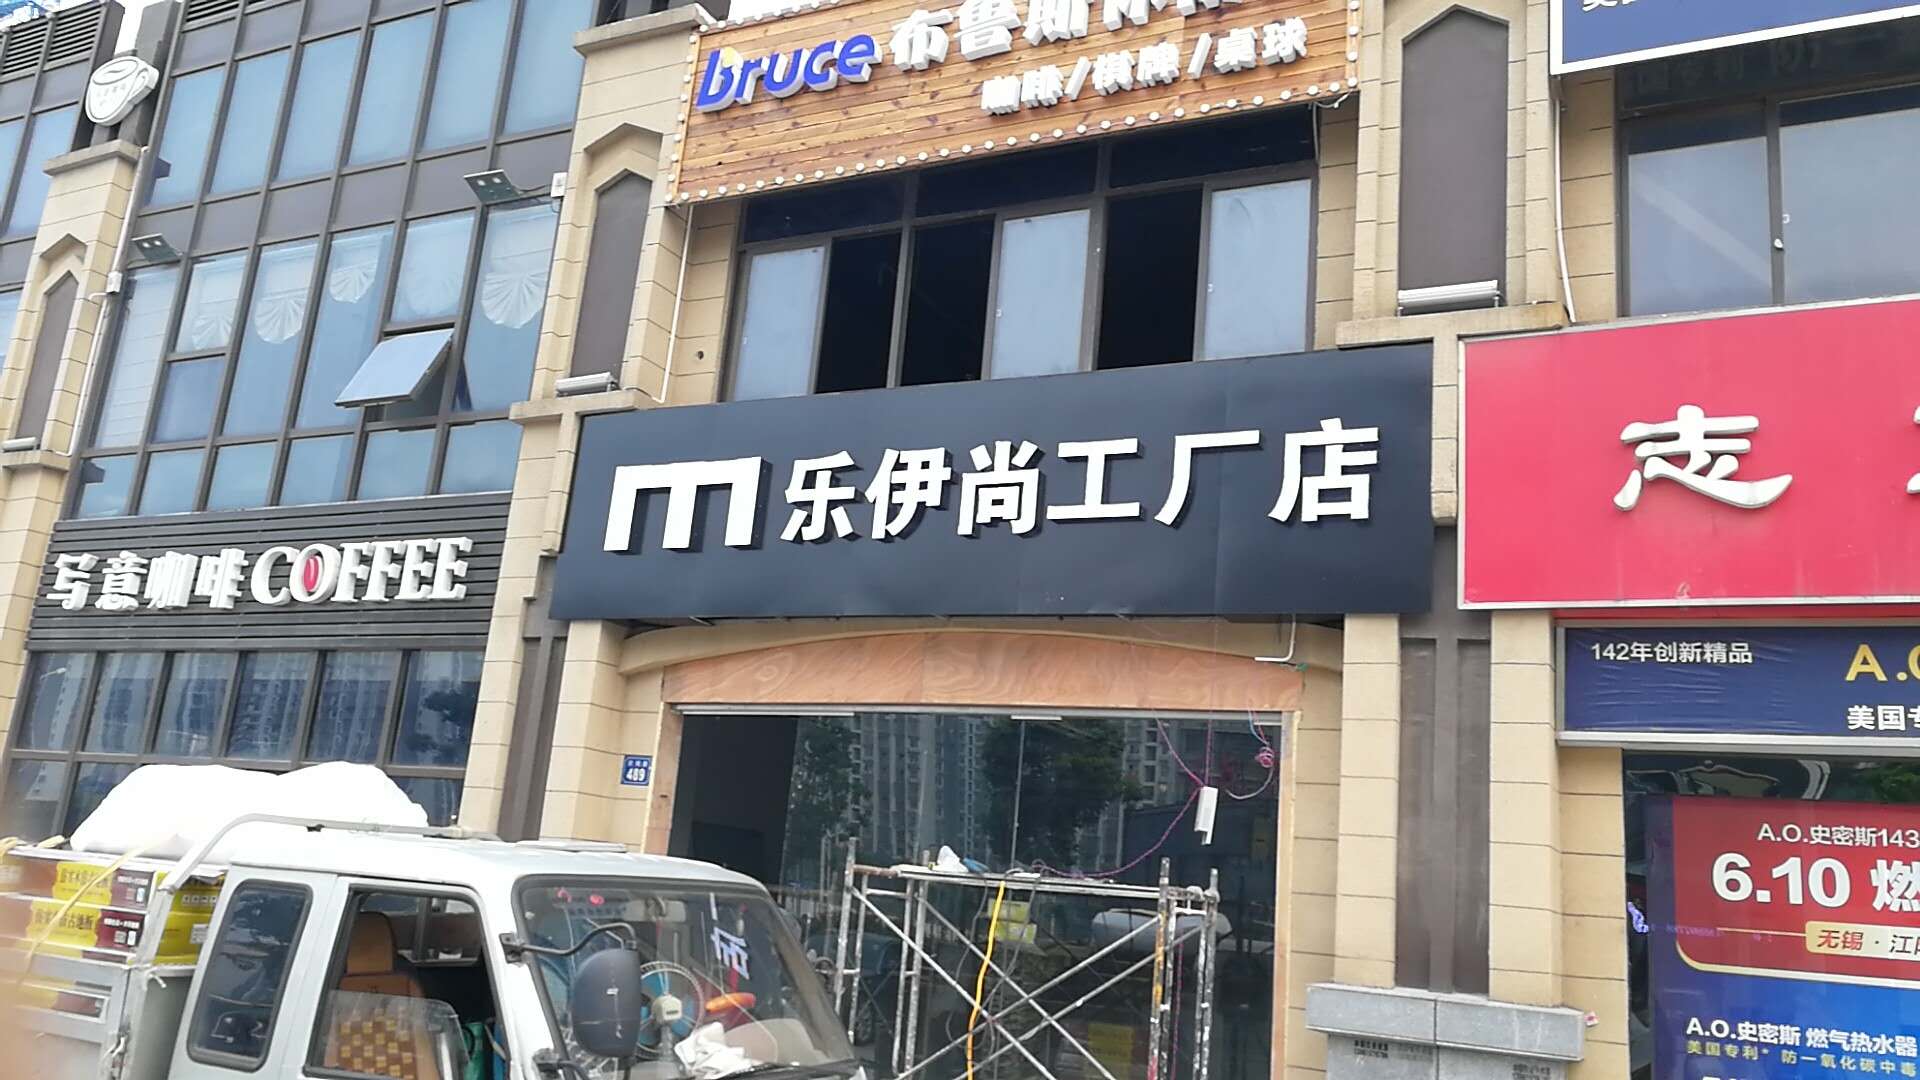 bruce 布鲁斯
咖啡/棋牌/桌球
m 乐伊尚工厂店
写意咖啡COFFEE
志
142年创新精品
A.O
美国专
489
A.O.史密斯143
6.10 燃
无锡·江阴
A.O.史密斯 燃气热水器
美国专利* 防一氧化碳中毒